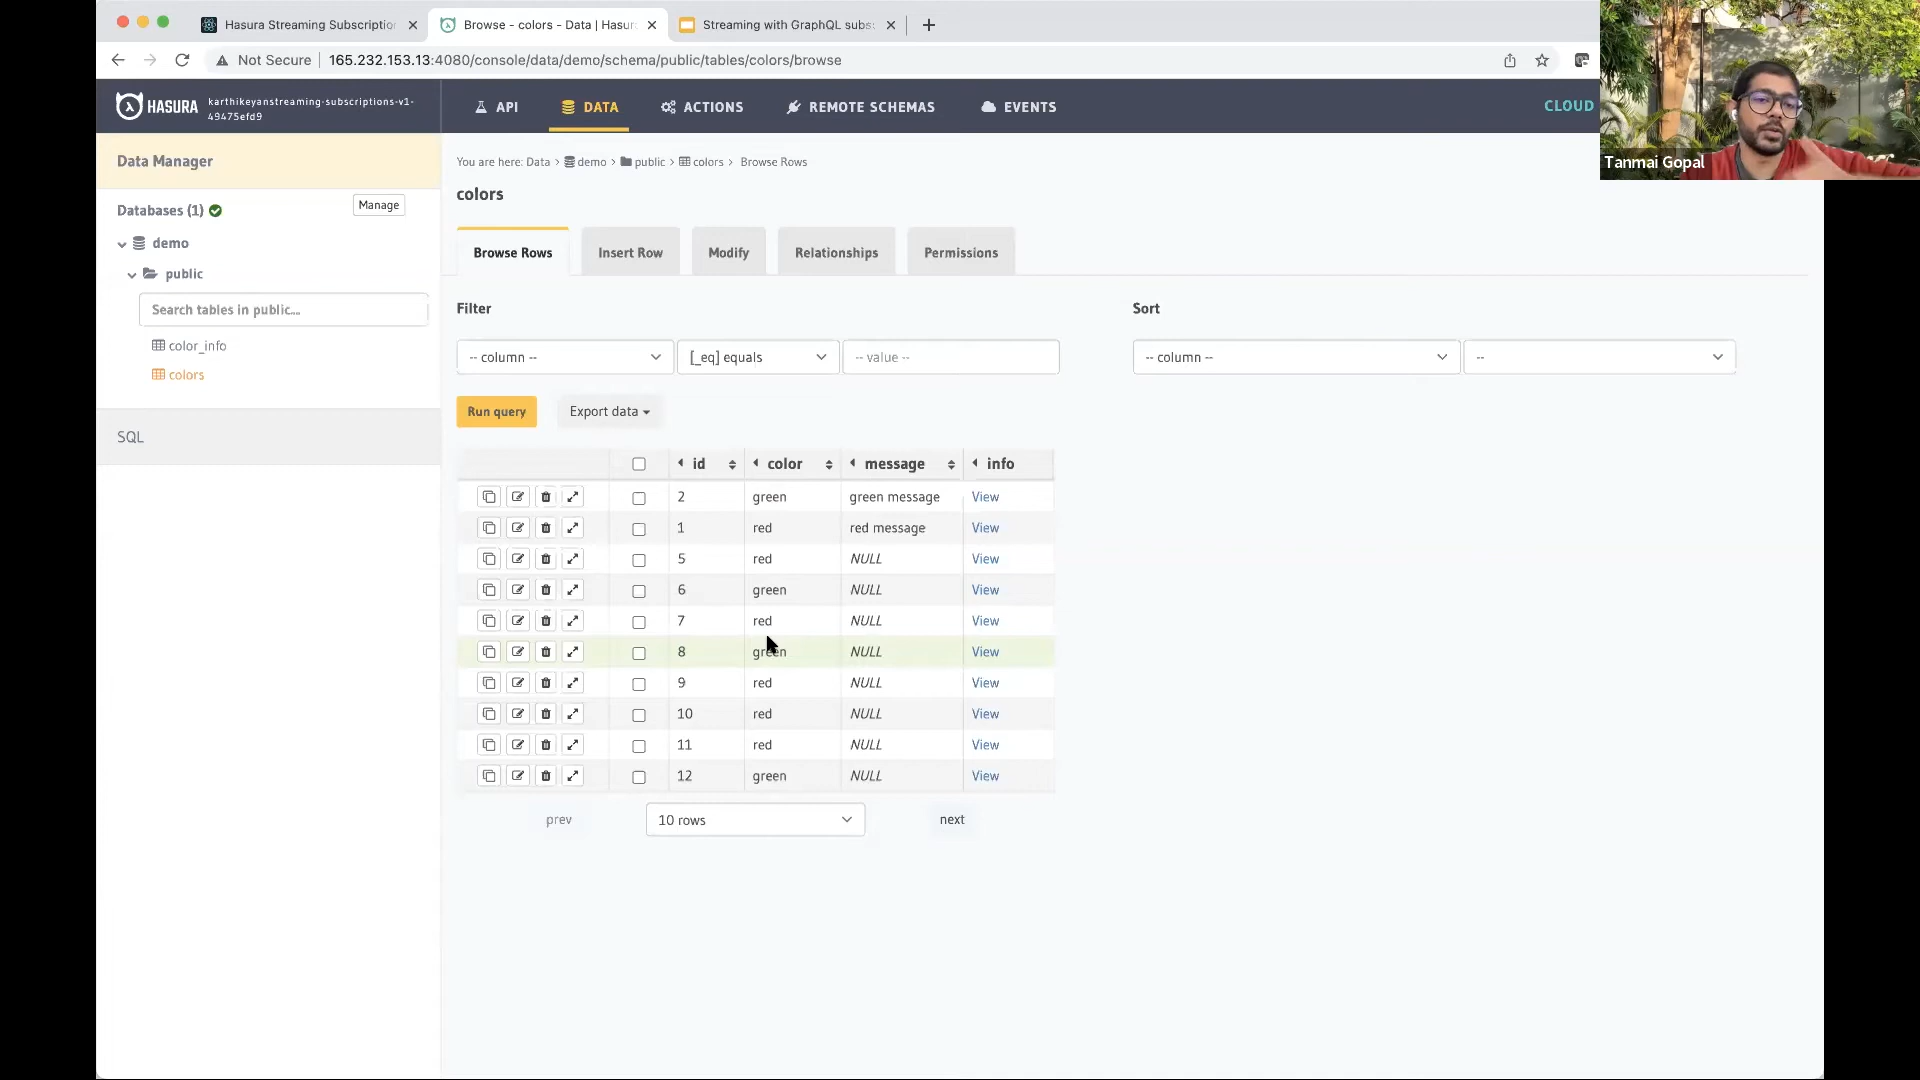 Hasura Streaming Subscription
Browse - colors - Data | Hasura
Streaming with GraphQL subs
Not Secure
165.232.153.13:4080/console/data/demo/schema/public/tables/colors/browse
HASURA
karthikeyanstreaming-subscriptions-v1-
49475efd9
API
DATA
ACTIONS
REMOTE SCHEMAS
EVENTS
CLOUD
Tanmai Gopal
Data Manager
Databases (1)
Manage
demo
public
Search tables in public....
color_info
colors
SQL
You are here: Data > demo > public > colors > Browse Rows
colors
Browse Rows
Insert Row
Modify
Relationships
Permissions
Filter
Sort
-- column --
[_eq] equals
-- value --
-- column --
--
Run query
Export data
id color message info
2 green green message View
1 red red message View
5 red NULL View
6 green NULL View
7 red NULL View
8 green NULL View
9 red NULL View
10 red NULL View
11 red NULL View
12 green NULL View
prev
10 rows
next